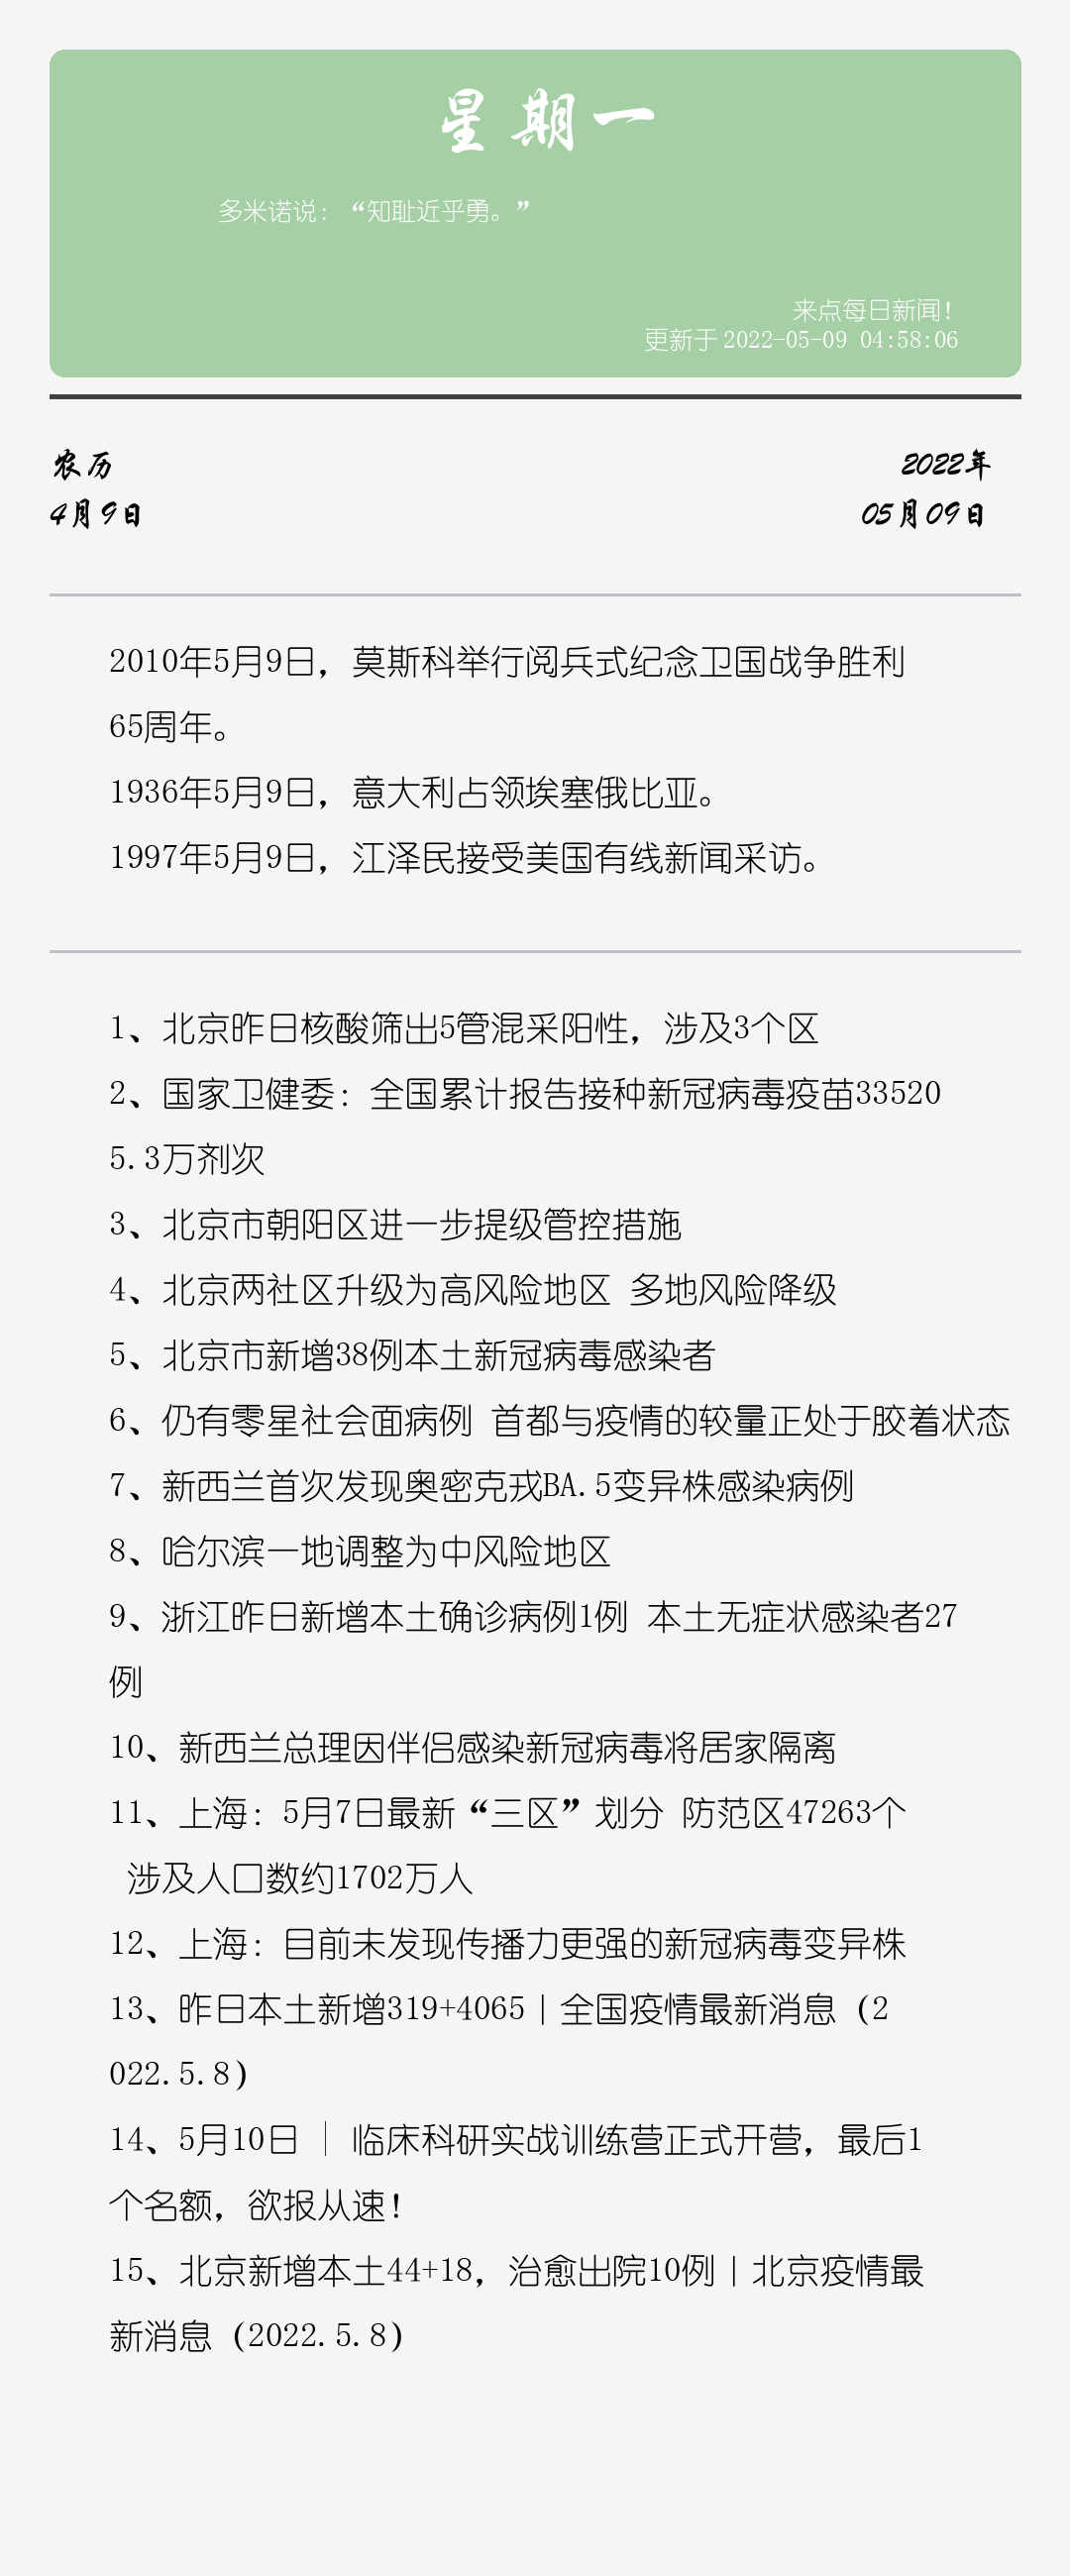 星期一
多米诺说：“知耻近乎勇。”
来点每日新闻！
更新于 2022-05-09 04:58:06
农历
2022年
4月9日
05月09日
2010年5月9日，莫斯科举行阅兵式纪念卫国战争胜利
65周年。
1936年5月9日，意大利占领埃塞俄比亚。
1997年5月9日，江泽民接受美国有线新闻采访。
1、北京昨日核酸筛出5管混采阳性，涉及3个区
2、国家卫健委：全国累计报告接种新冠病毒疫苗33520
5.3万剂次
3、北京市朝阳区进一步提级管控措施
4、北京两社区升级为高风险地区 多地风险降级
5、北京市新增38例本土新冠病毒感染者
6、仍有零星社会面病例 首都与疫情的较量正处于胶着状态
7、新西兰首次发现奥密克戎BA.5变异株感染病例
8、哈尔滨一地调整为中风险地区
9、浙江昨日新增本土确诊病例1例 本土无症状感染者27
例
10、新西兰总理因伴侣感染新冠病毒将居家隔离
11、上海：5月7日最新“三区”划分 防范区47263个
涉及人口数约1702万人
12、上海：目前未发现传播力更强的新冠病毒变异株
13、昨日本土新增319+4065｜全国疫情最新消息（2
022.5.8）
14、5月10日 │ 临床科研实战训练营正式开营，最后1
个名额，欲报从速！
15、北京新增本土44+18，治愈出院10例｜北京疫情最
新消息（2022.5.8）